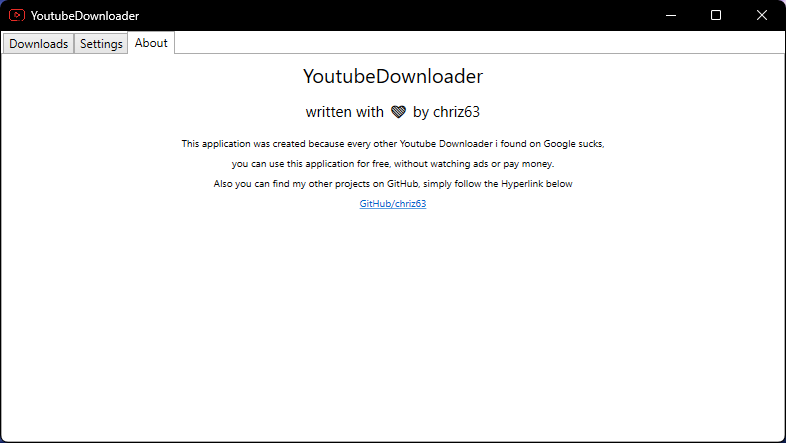 YoutubeDownloader
Downloads Settings About
YoutubeDownloader
written with by chriz63
This application was created because every other Youtube Downloader i found on Google sucks,
you can use this application for free, without watching ads or pay money.
Also you can find my other projects on GitHub, simply follow the Hyperlink below
GitHub/chriz63